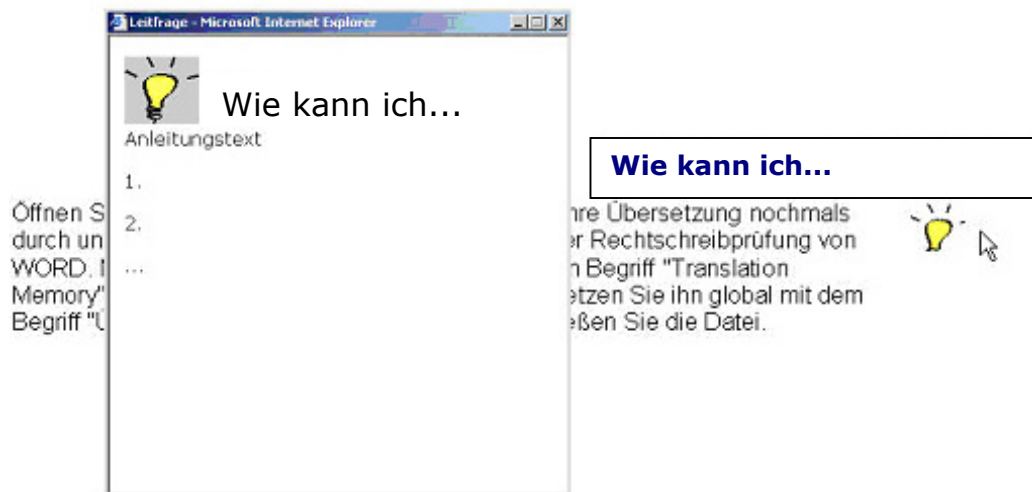 Leitfrage - Microsoft Internet Explorer
Wie kann ich...
Anleitungstext
1.
2.
...
Wie kann ich...
Öffnen S hre Übersetzung nochmals
durch un er Rechtschreibprüfung von
WORD. n Begriff "Translation
Memory" etzen Sie ihn global mit dem
Begriff "Ü eßen Sie die Datei.